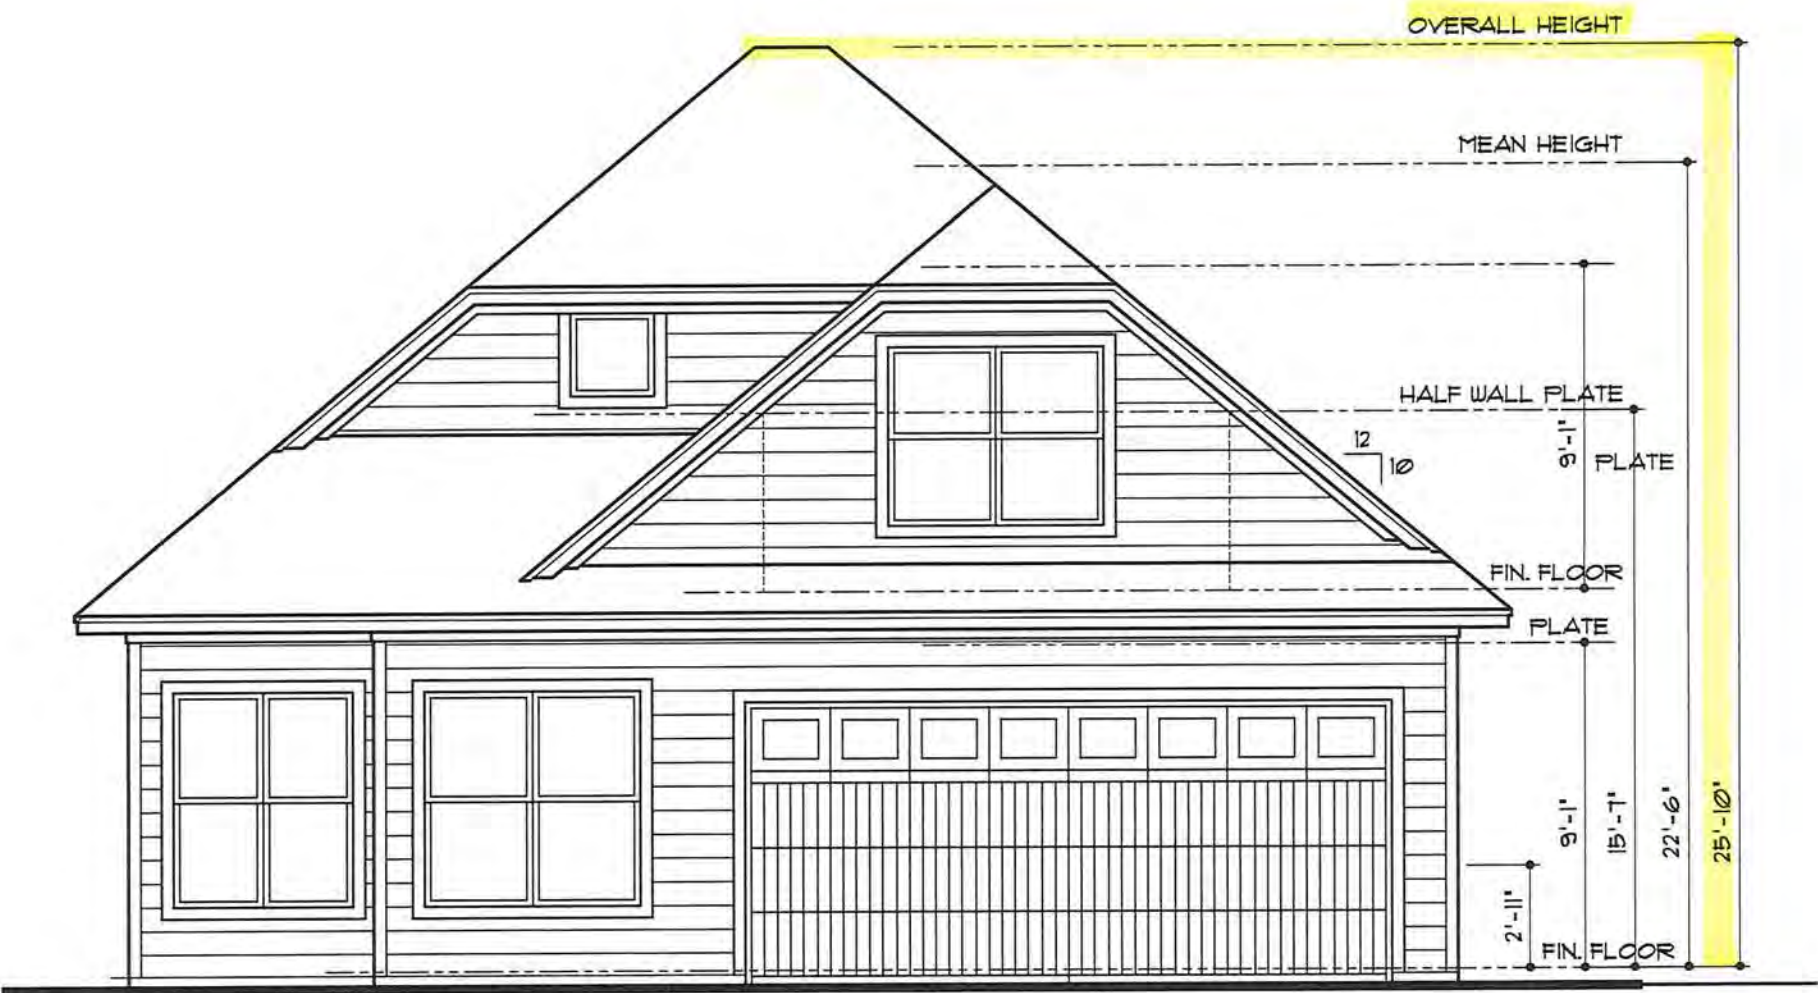 OVERALL HEIGHT
MEAN HEIGHT
HALF WALL PLATE
12
10
9'-1"
PLATE
FIN. FLOOR
PLATE
2'-11"
9'-1"
15'-7"
22'-6"
25'-10"
FIN. FLOOR